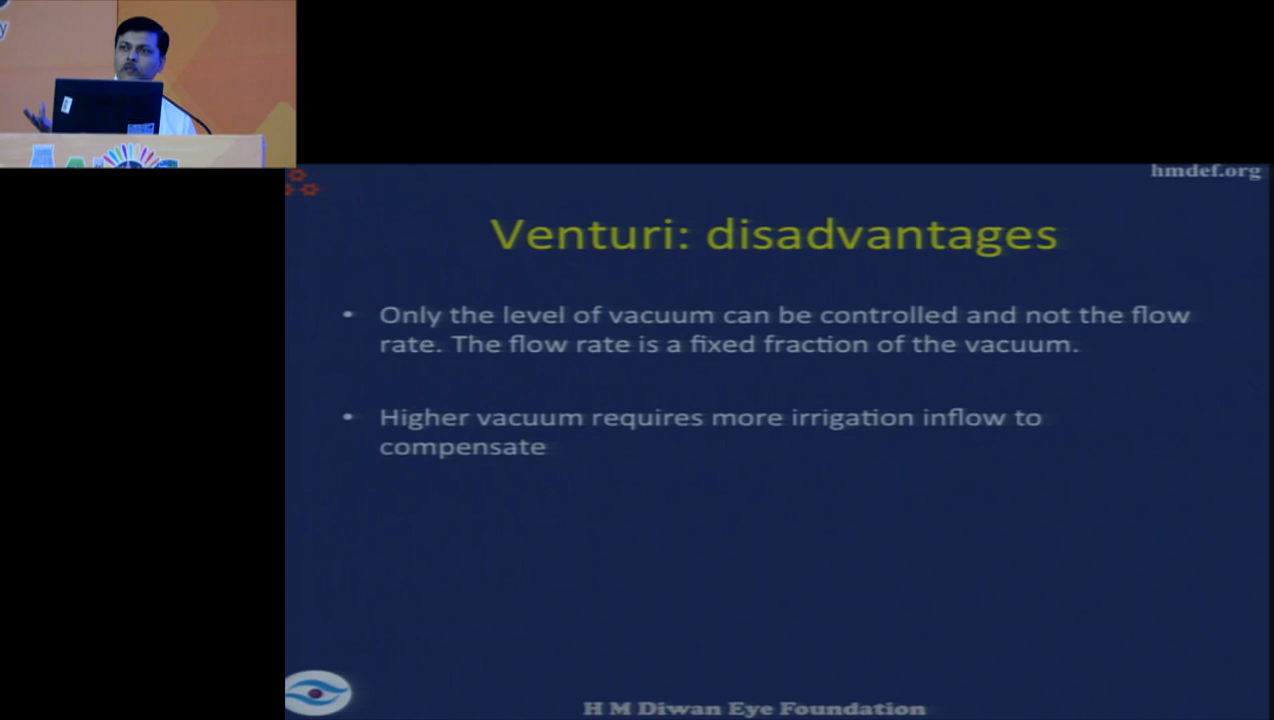 hmdef.org
Venturi: disadvantages
• Only the level of vacuum can be controlled and not the flow
rate. The flow rate is a fixed fraction of the vacuum.
• Higher vacuum requires more irrigation inflow to
compensate
H M Diwan Eye Foundation